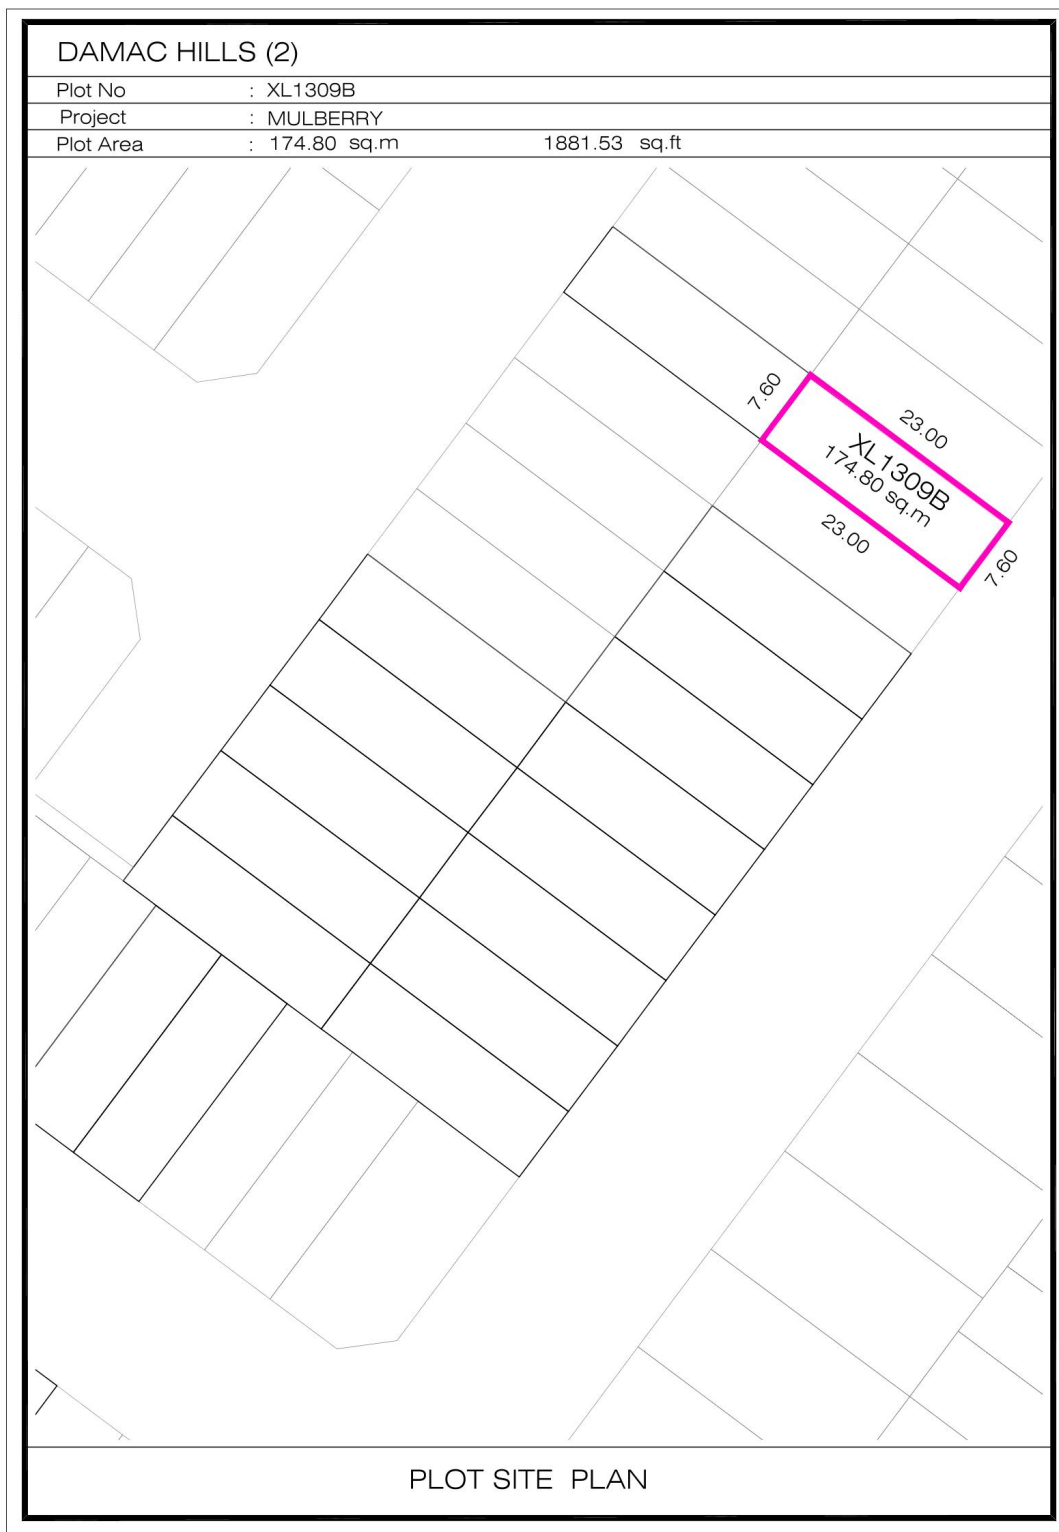 DAMAC HILLS (2)
Plot No : XL1309B
Project : MULBERRY
Plot Area : 174.80 sq.m 1881.53 sq.ft
7.60
23.00
XL1309B
174.80 sq.m
23.00
7.60
PLOT SITE PLAN